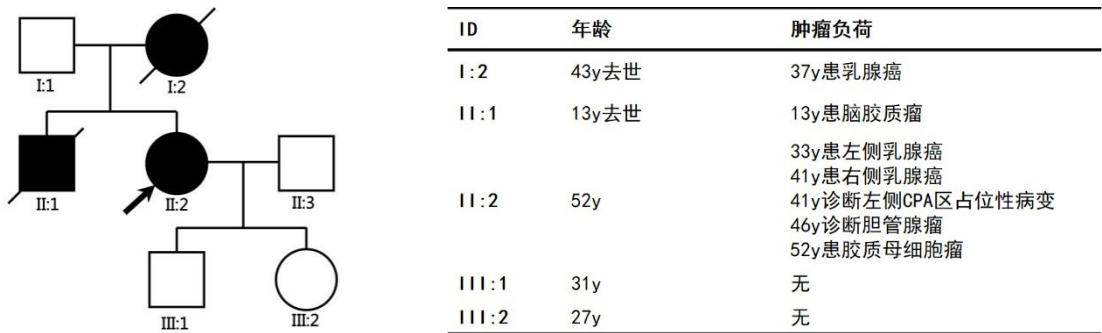 I:1
I:2
II:1
II:2
II:3
III:1
III:2
ID 年龄 肿瘤负荷
I:2 43y去世 37y患乳腺癌
II:1 13y去世 13y患脑胶质瘤
33y患左侧乳腺癌
41y患右侧乳腺癌
II:2 52y 41y诊断左侧CPA区占位性病变
46y诊断胆管腺瘤
52y患胶质母细胞瘤
III:1 31y 无
III:2 27y 无